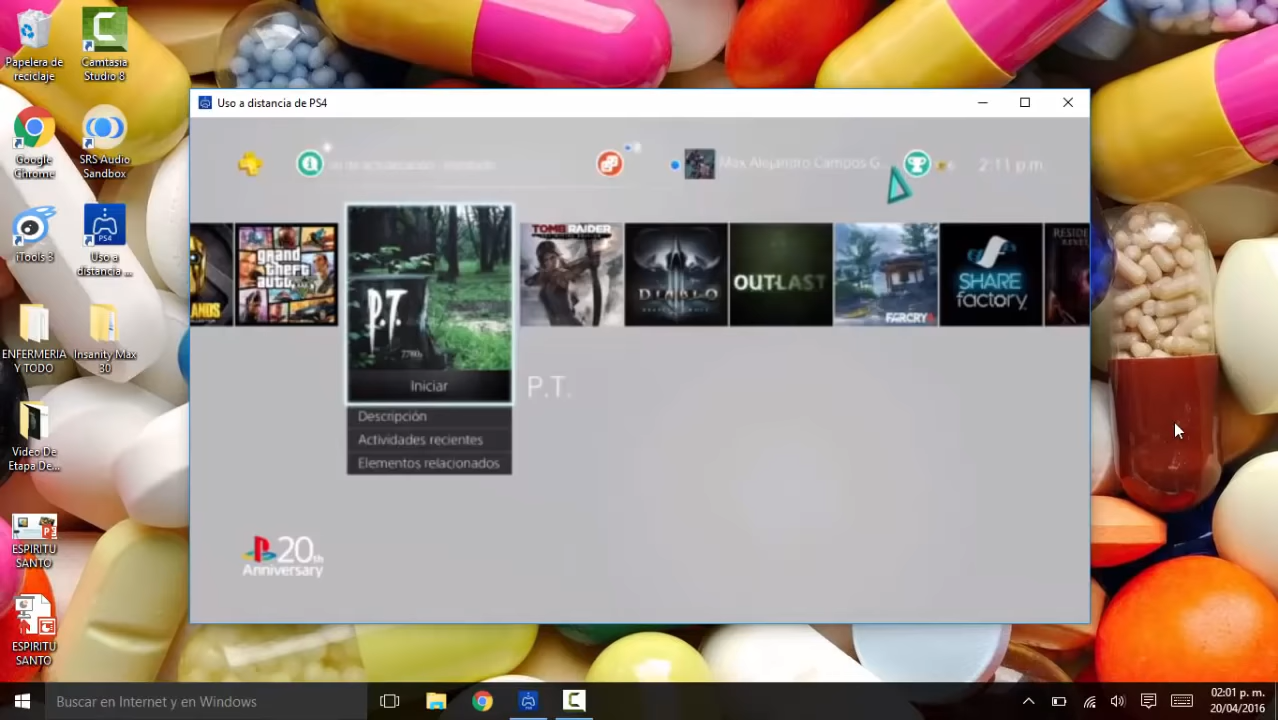 Papelera de
reciclaje
Camtasia
Studio 8
Google
Chrome
SRS Audio
Sandbox
iTools 3
Uso a
distancia ...
PS4
ENFERMERIA
Y TODO
Insanity Max
30
Video De
Etapa De...
ESPIRITU
SANTO
ESPIRITU
SANTO
Uso a distancia de PS4
Max Alejandro Campos G
2:11 p.m.
grand
theft
auto
P.T.
TOMB RAIDER
DIABLO
OUTLAST
FARCRY4
SHARE
factory
Iniciar
P.T.
Descripción
Actividades recientes
Elementos relacionados
20th
Anniversary
Buscar en Internet y en Windows
02:01 p. m.
20/04/2016